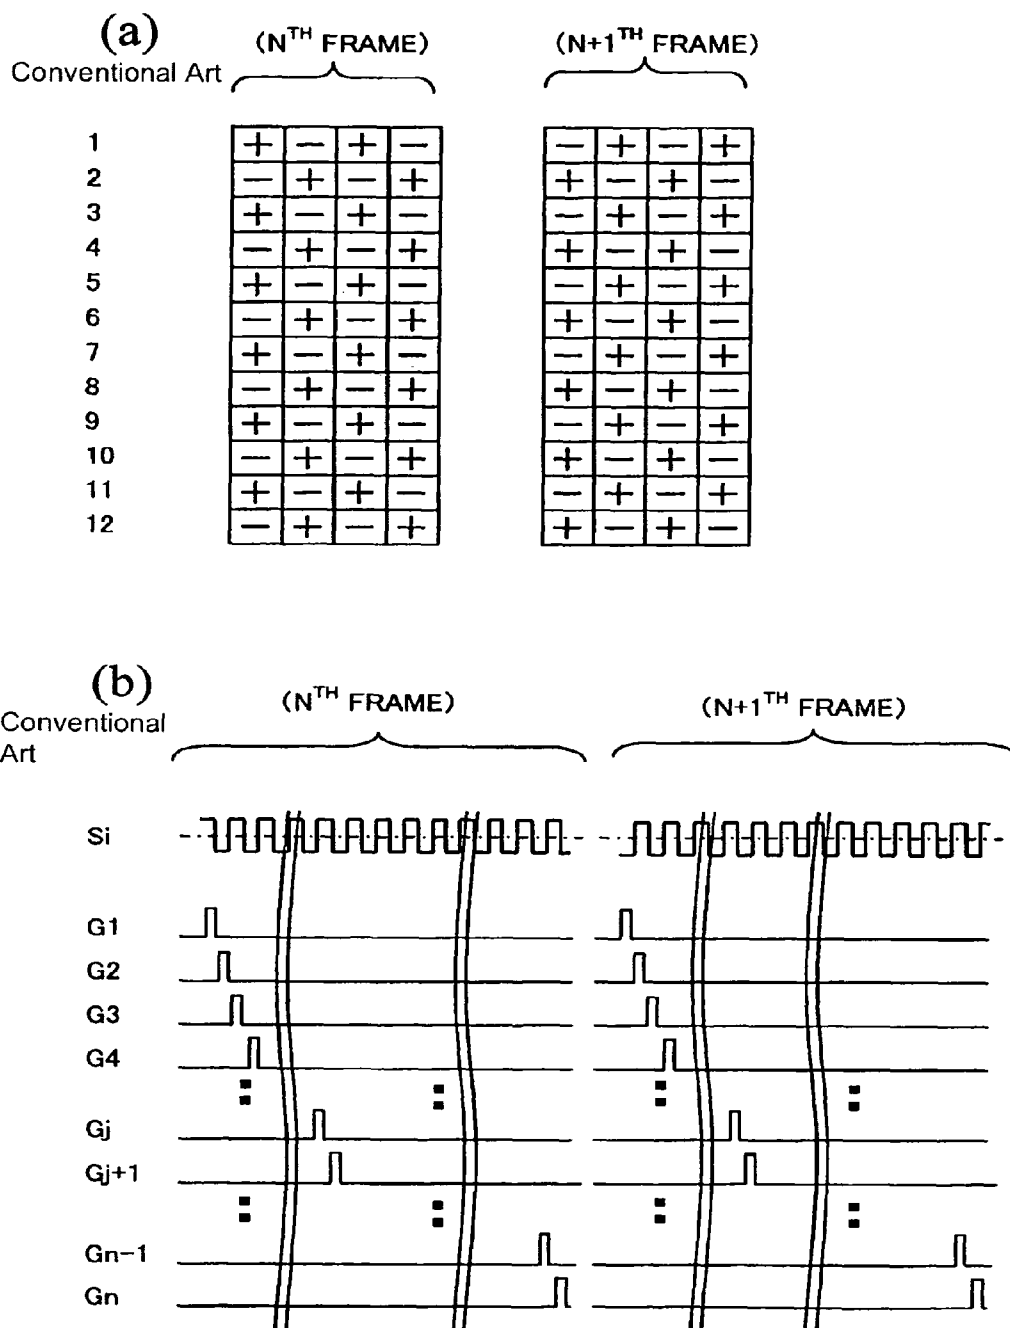 (a)
Conventional Art
(N^TH FRAME)
(N+1^TH FRAME)
1 + − + − − + − +
2 − + − + + − + −
3 + − + − − + − +
4 − + − + + − + −
5 + − + − − + − +
6 − + − + + − + −
7 + − + − − + − +
8 − + − + + − + −
9 + − + − − + − +
10 − + − + + − + −
11 + − + − − + − +
12 − + − + + − + −
(b)
Conventional
Art
(N^TH FRAME)
(N+1^TH FRAME)
Si
G1
G2
G3
G4
Gj
Gj+1
Gn−1
Gn